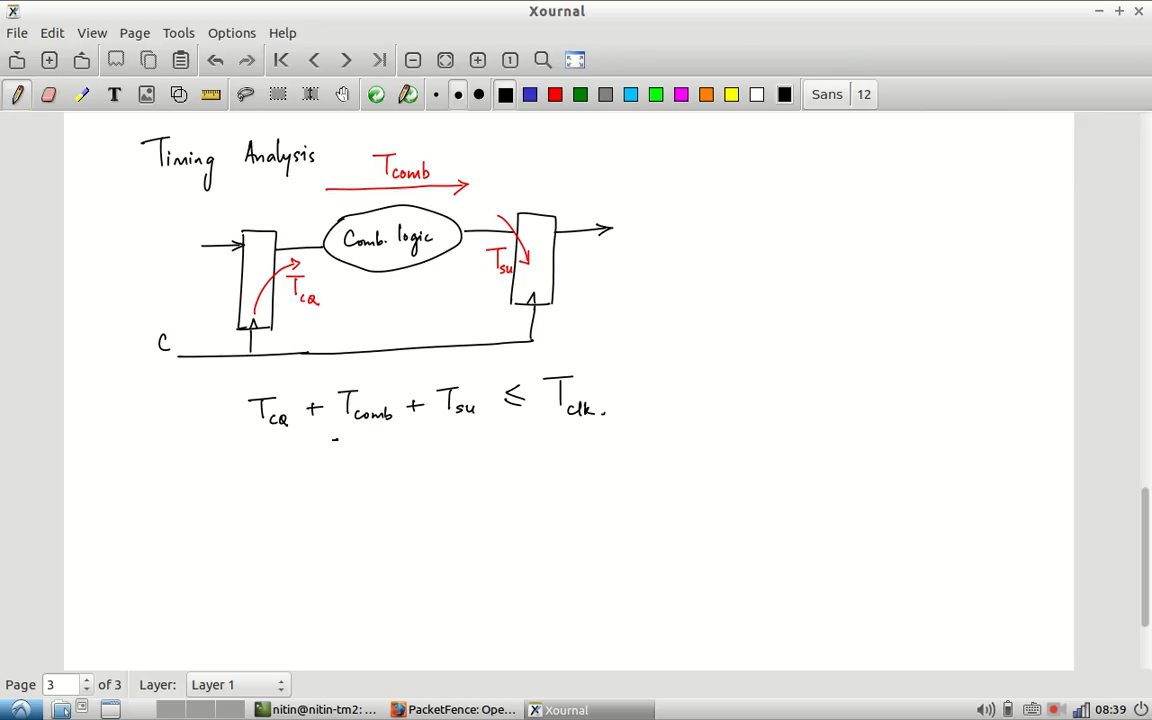 Xournal
File Edit View Page Tools Options Help
Sans 12
Timing Analysis
Tcomb
Comb. logic
TCQ
Tsu
C
TCQ + Tcomb + Tsu ≤ Tclk.
Page 3 of 3 Layer: Layer 1
nitin@nitin-tm2: ... PacketFence: Ope... Xournal 08:39